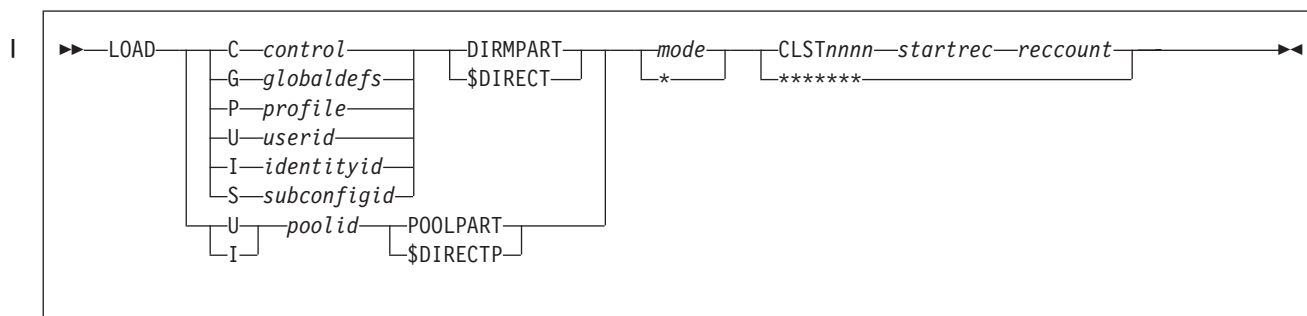 LOAD C control DIRMPART mode CLSTnnnn startrec reccount
G globaldefs $DIRECT * *******
P profile
U userid
I identityid
S subconfigid
U poolid POOLPART
I $DIRECTP